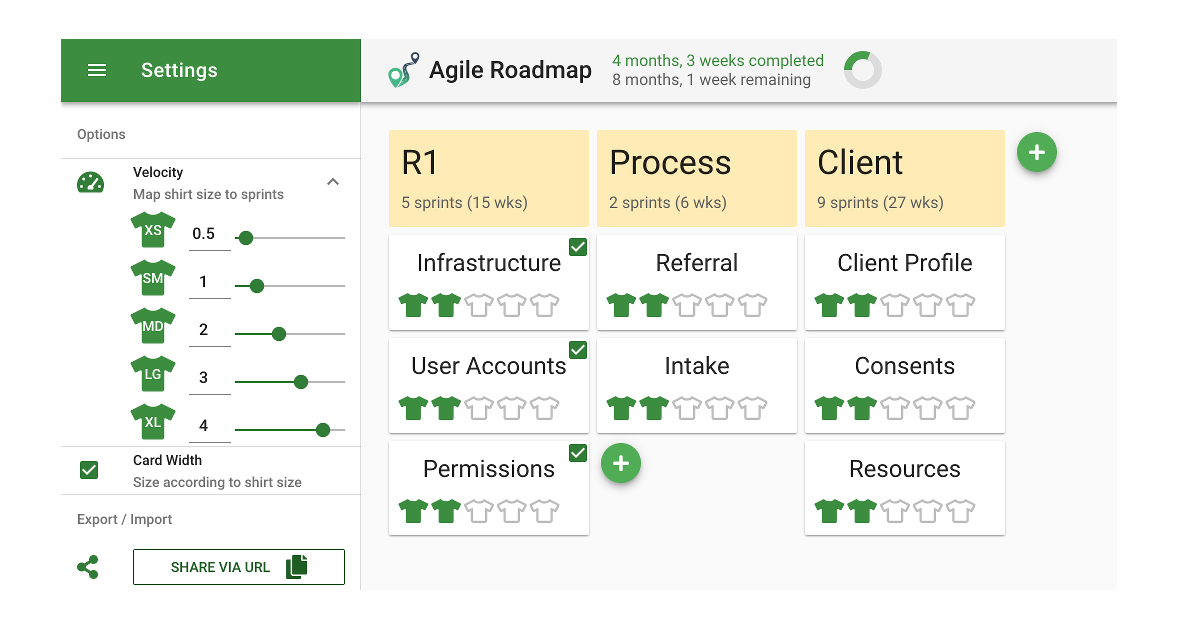 Settings
Agile Roadmap
4 months, 3 weeks completed
8 months, 1 week remaining
Options
Velocity
Map shirt size to sprints
XS 0.5
SM 1
MD 2
LG 3
XL 4
Card Width
Size according to shirt size
Export / Import
SHARE VIA URL
R1
5 sprints (15 wks)
Infrastructure
User Accounts
Permissions
Process
2 sprints (6 wks)
Referral
Intake
Client
9 sprints (27 wks)
Client Profile
Consents
Resources